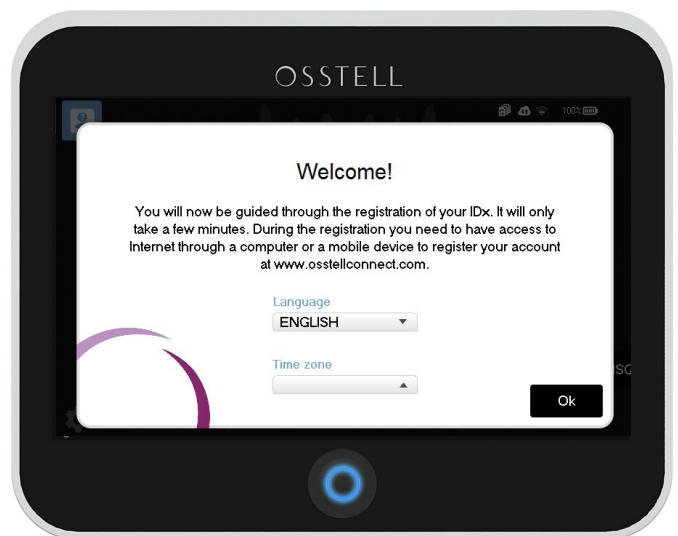 OSSTELL
100%
Welcome!
You will now be guided through the registration of your IDx. It will only
take a few minutes. During the registration you need to have access to
Internet through a computer or a mobile device to register your account
at www.osstellconnect.com.
Language
ENGLISH
Time zone
Ok